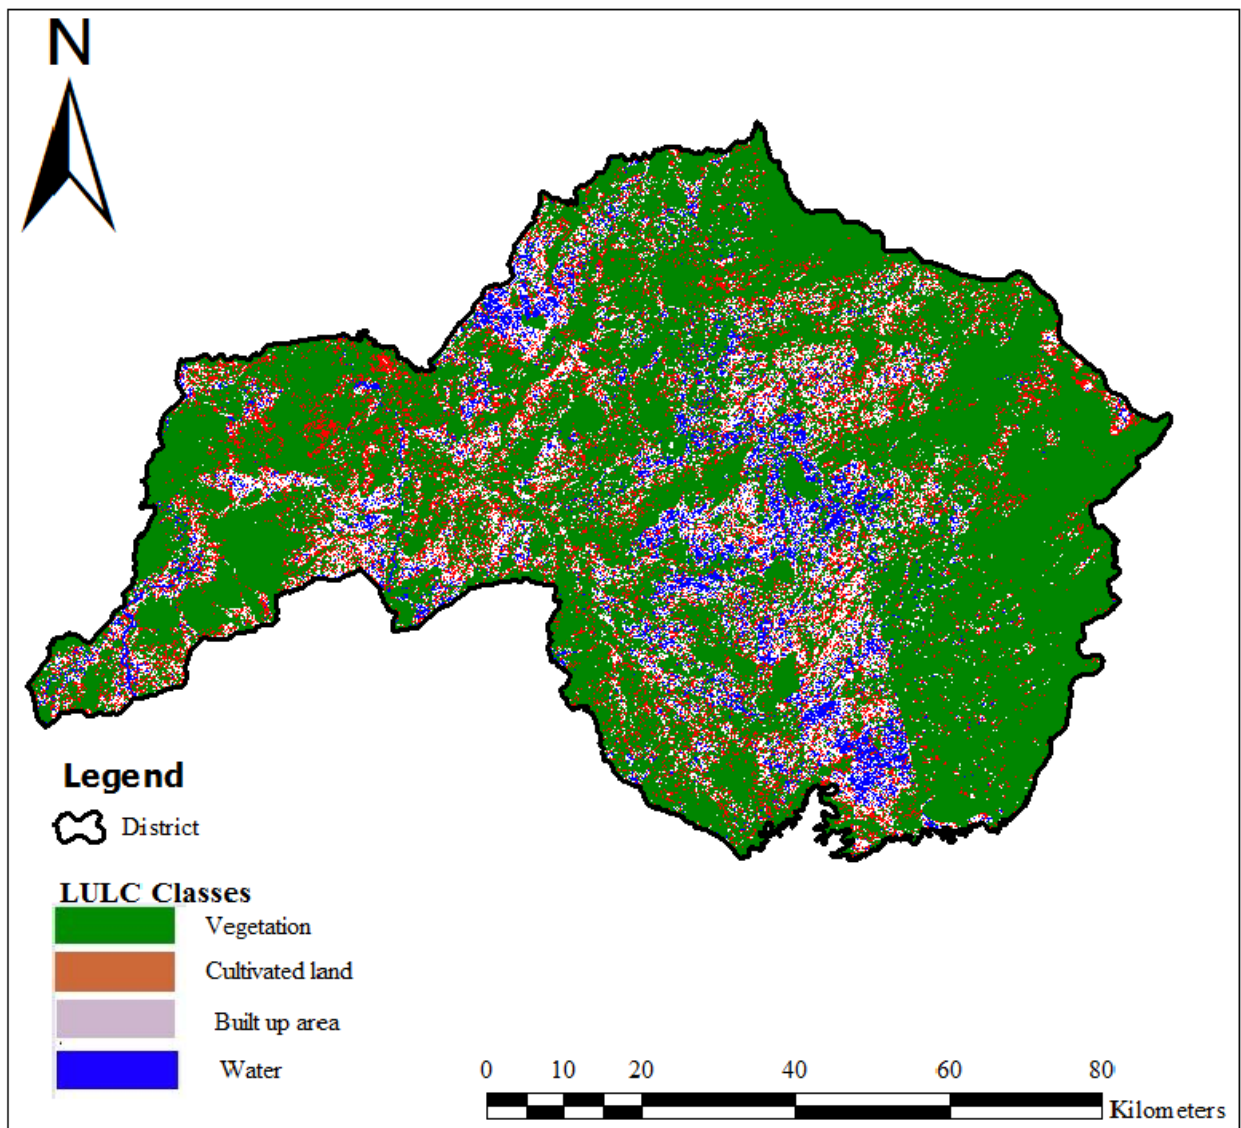 N
Legend
District
LULC Classes
Vegetation
Cultivated land
Built up area
Water
0 10 20 40 60 80
Kilometers